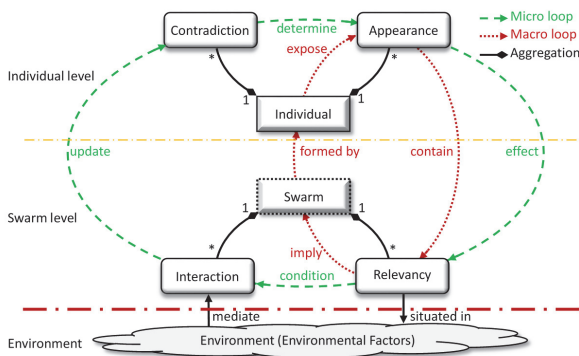 Micro loop
Macro loop
Aggregation
Contradiction
determine
Appearance
expose
*
*
Individual level
1
Individual
1
update
formed by
contain
effect
Swarm level
1
Swarm
1
*
imply
*
Interaction
condition
Relevancy
mediate
situated in
Environment
Environment (Environmental Factors)